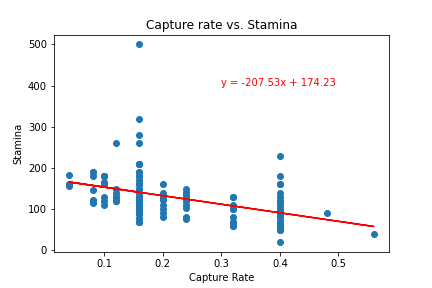 Capture rate vs. Stamina
500
400
300
200
100
0
Stamina
y = -207.53x + 174.23
0.1 0.2 0.3 0.4 0.5
Capture Rate